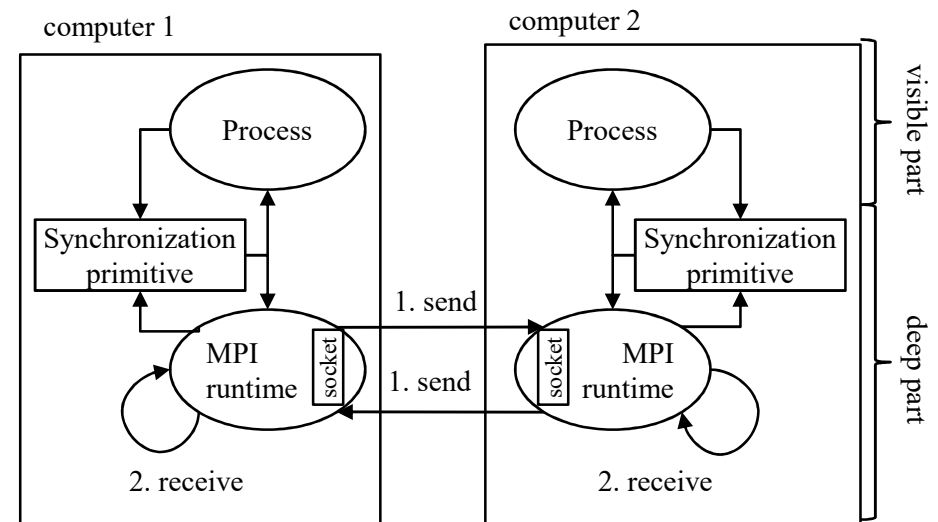 computer 1
computer 2
Process
Process
visible part
Synchronization
primitive
Synchronization
primitive
1. send
MPI
runtime
socket
1. send
socket
MPI
runtime
deep part
2. receive
2. receive